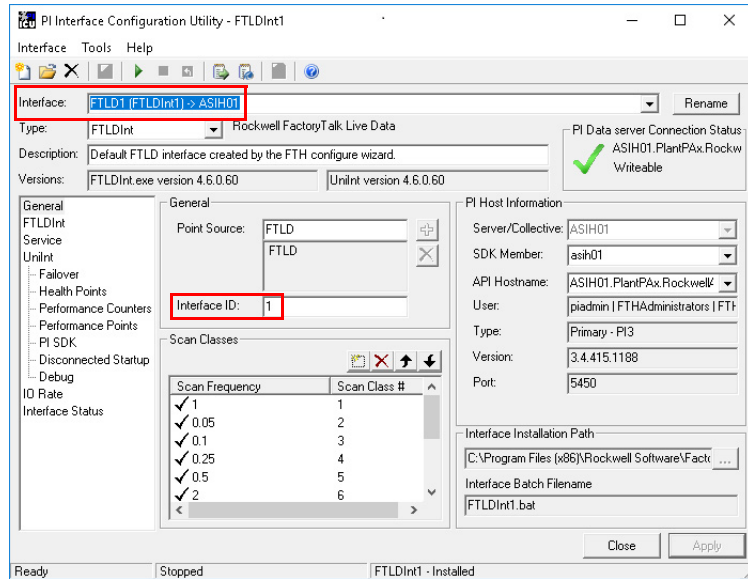 PI Interface Configuration Utility - FTLDInt1
Interface Tools Help
Interface: FTLD1 (FTLDInt1) -> ASIH01 Rename
Type: FTLDInt Rockwell FactoryTalk Live Data
Description: Default FTLD interface created by the FTH configure wizard.
Versions: FTLDInt.exe version 4.6.0.60 UniInt version 4.6.0.60
PI Data server Connection Status
ASIH01.PlantPAx.Rockw
Writeable
General
FTLDInt
Service
UniInt
Failover
Health Points
Performance Counters
Performance Points
PI SDK
Disconnected Startup
Debug
IO Rate
Interface Status
General
Point Source: FTLD
FTLD
Interface ID: 1
Scan Classes
Scan Frequency Scan Class #
1 1
0.05 2
0.1 3
0.25 4
0.5 5
2 6
PI Host Information
Server/Collective: ASIH01
SDK Member: asih01
API Hostname: ASIH01.PlantPAx.Rockwell
User: piadmin | FTHAdministrators | FTH
Type: Primary - PI3
Version: 3.4.415.1188
Port: 5450
Interface Installation Path
C:\Program Files (x86)\Rockwell Software\Facto ...
Interface Batch Filename
FTLDInt1.bat
Close Apply
Ready Stopped FTLDInt1 - Installed